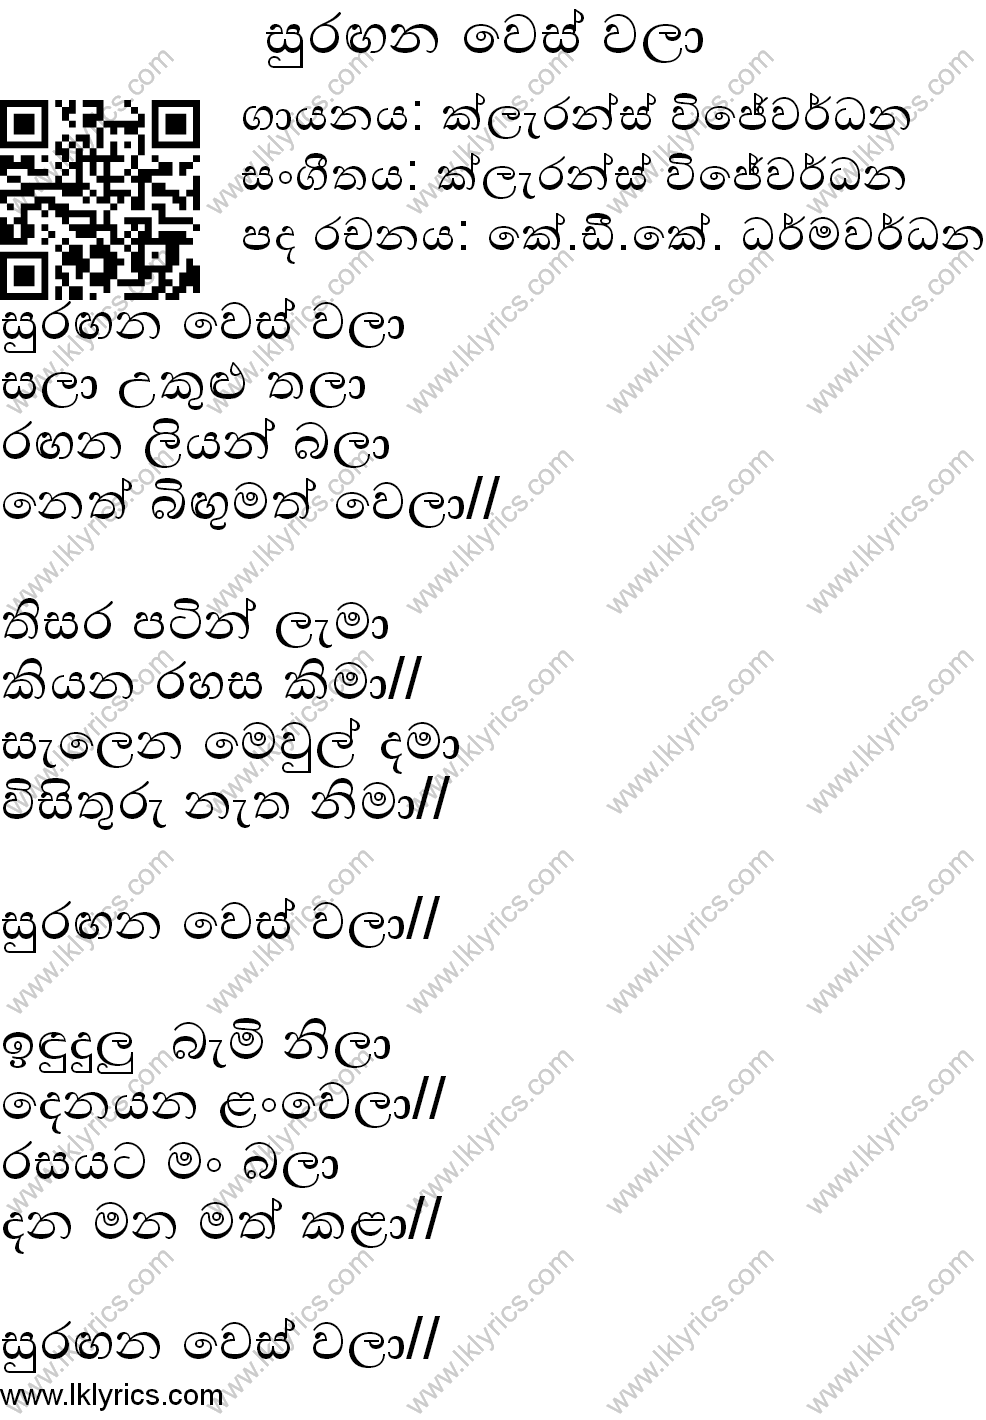 සුරඟන වෙස් වලා
ගායනය: ක්ලැරන්ස් විජේවර්ධන
සංගීතය: ක්ලැරන්ස් විජේවර්ධන
පද රචනය: කේ.ඩී.කේ. ධර්මවර්ධන
සුරඟන වෙස් වලා
සලා උකුළු තලා
රඟන ලියන් බලා
නෙත් බිඟුමත් වෙලා//
තිසර පටින් ලැමා
කියන රහස කිමා//
සැලෙන මෙවුල් දමා
විසිතුරු නැත නිමා//
සුරඟන වෙස් වලා//
ඉඳුදුලු  බැමි නිලා
දෙනයන ළංවෙලා//
රසයට මං බලා
දන මන මත් කළා//
සුරඟන වෙස් වලා//
www.lklyrics.com